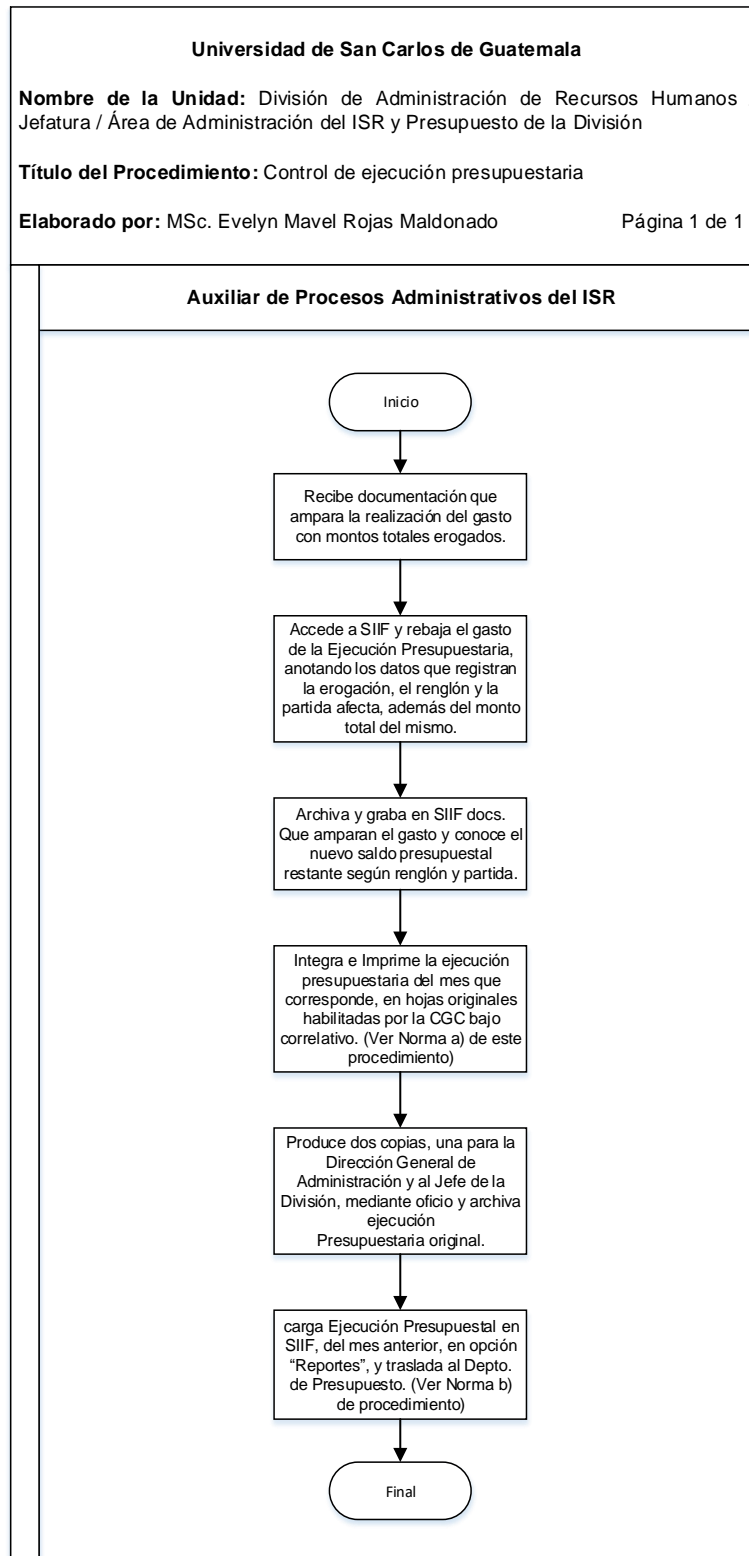 Universidad de San Carlos de Guatemala
Nombre de la Unidad: División de Administración de Recursos Humanos
Jefatura / Área de Administración del ISR y Presupuesto de la División
Título del Procedimiento: Control de ejecución presupuestaria
Elaborado por: MSc. Evelyn Mavel Rojas Maldonado Página 1 de 1
Auxiliar de Procesos Administrativos del ISR
Inicio
Recibe documentación que
ampara la realización del gasto
con montos totales erogados.
Accede a SIIF y rebaja el gasto
de la Ejecución Presupuestaria,
anotando los datos que registran
la erogación, el renglón y la
partida afecta, además del monto
total del mismo.
Archiva y graba en SIIF docs.
Que amparan el gasto y conoce el
nuevo saldo presupuestal
restante según renglón y partida.
Integra e Imprime la ejecución
presupuestaria del mes que
corresponde, en hojas originales
habilitadas por la CGC bajo
correlativo. (Ver Norma a) de este
procedimiento)
Produce dos copias, una para la
Dirección General de
Administración y al Jefe de la
División, mediante oficio y archiva
ejecución
Presupuestaria original.
carga Ejecución Presupuestal en
SIIF, del mes anterior, en opción
“Reportes”, y traslada al Depto.
de Presupuesto. (Ver Norma b)
de procedimiento)
Final